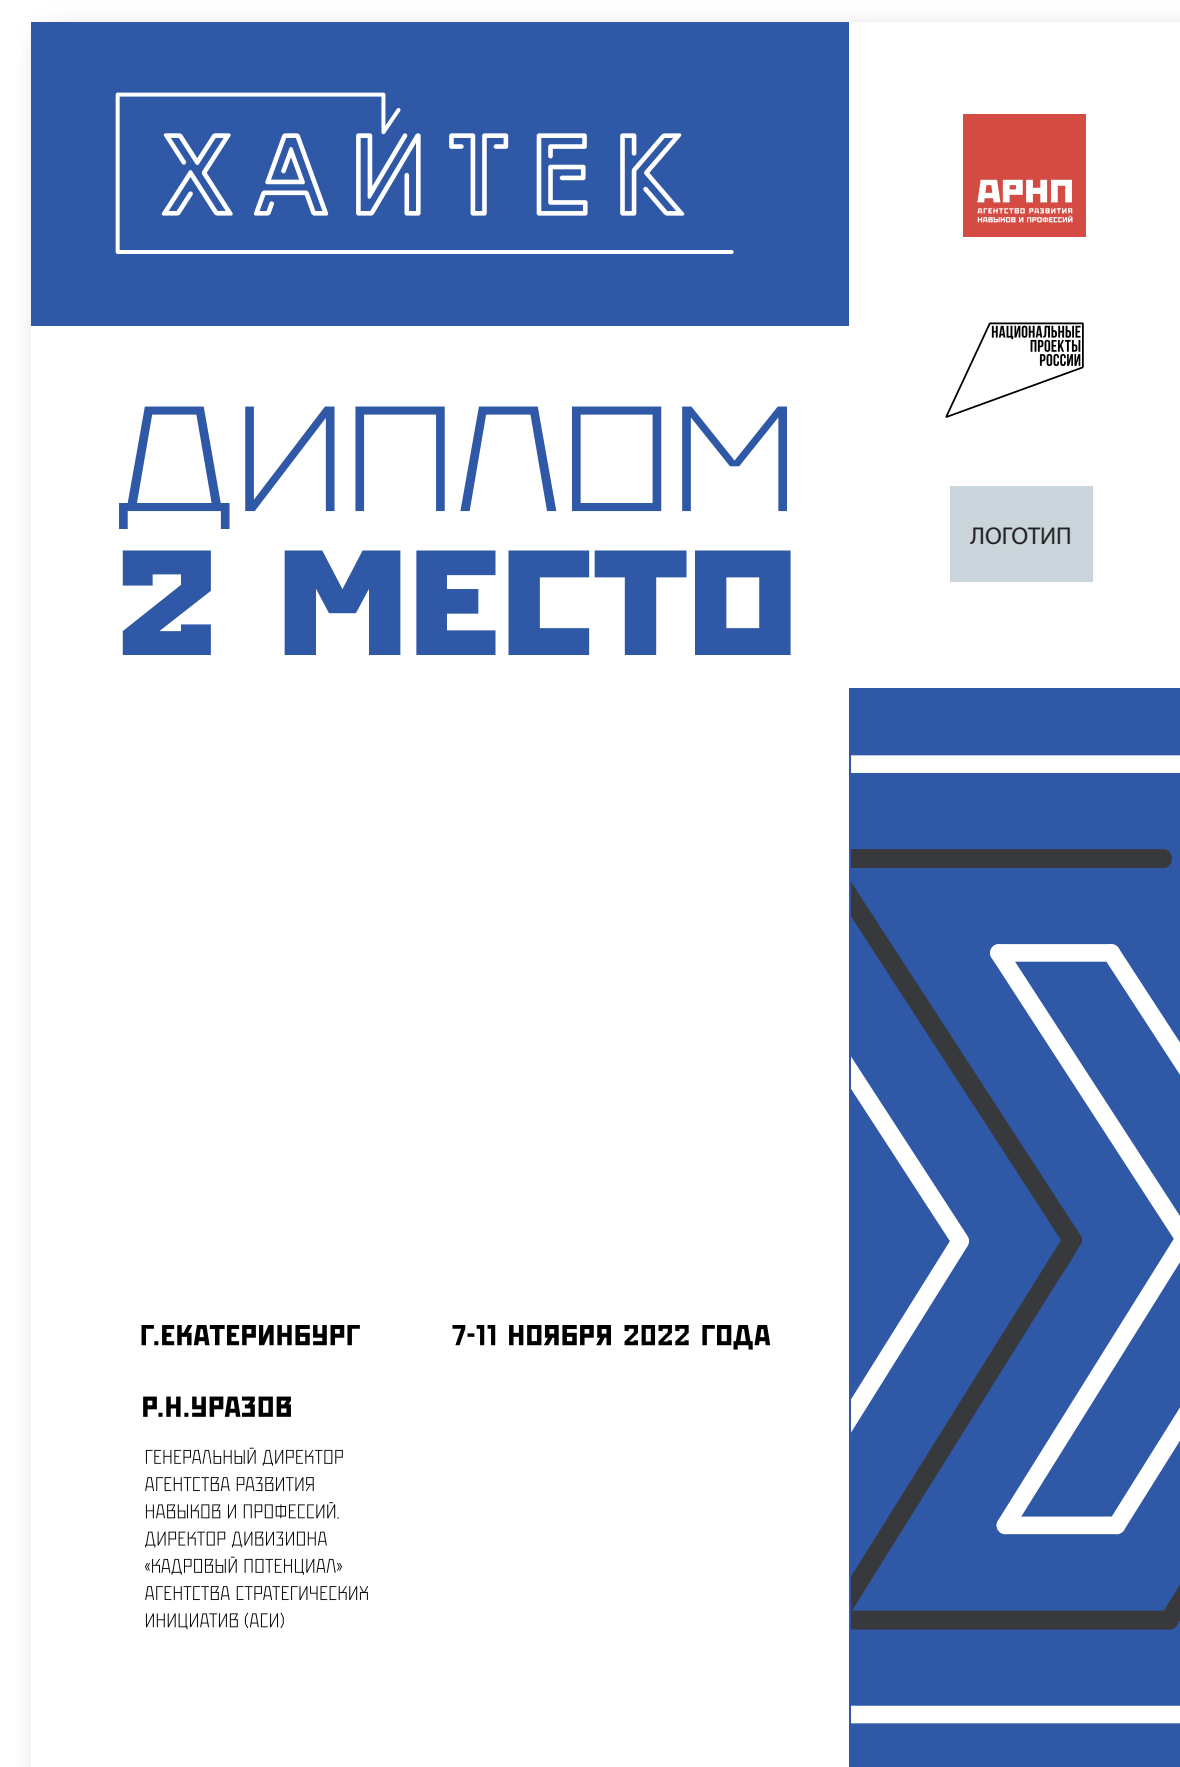 ХАЙТЕК
АРНП
АГЕНТСТВО РАЗВИТИЯ
НАВЫКОВ И ПРОФЕССИЙ
НАЦИОНАЛЬНЫЕ
ПРОЕКТЫ
РОССИИ
ЛОГОТИП
ДИПЛОМ
2 МЕСТО
Г.ЕКАТЕРИНБУРГ
7-11 НОЯБРЯ 2022 ГОДА
Р.Н.УРАЗОВ
ГЕНЕРАЛЬНЫЙ ДИРЕКТОР
АГЕНТСТВА РАЗВИТИЯ
НАВЫКОВ И ПРОФЕССИЙ,
ДИРЕКТОР ДИВИЗИОНА
«КАДРОВЫЙ ПОТЕНЦИАЛ»
АГЕНТСТВА СТРАТЕГИЧЕСКИХ
ИНИЦИАТИВ (АСИ)